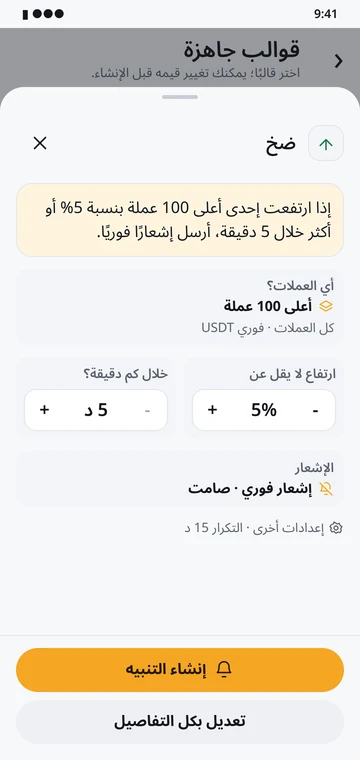 9:41
قوالب جاهزة
اختر قالبًا؛ يمكنك تغيير قيمه قبل الإنشاء.
ضخ
إذا ارتفعت إحدى أعلى 100 عملة بنسبة 5% أو
أكثر خلال 5 دقيقة، أرسل إشعارًا فوريًا.
أي العملات؟
أعلى 100 عملة
كل العملات · فوري USDT
ارتفاع لا يقل عن
- 5% +
خلال كم دقيقة؟
- 5 د +
الإشعار
إشعار فوري · صامت
إعدادات أخرى · التكرار 15 د
إنشاء التنبيه
تعديل بكل التفاصيل